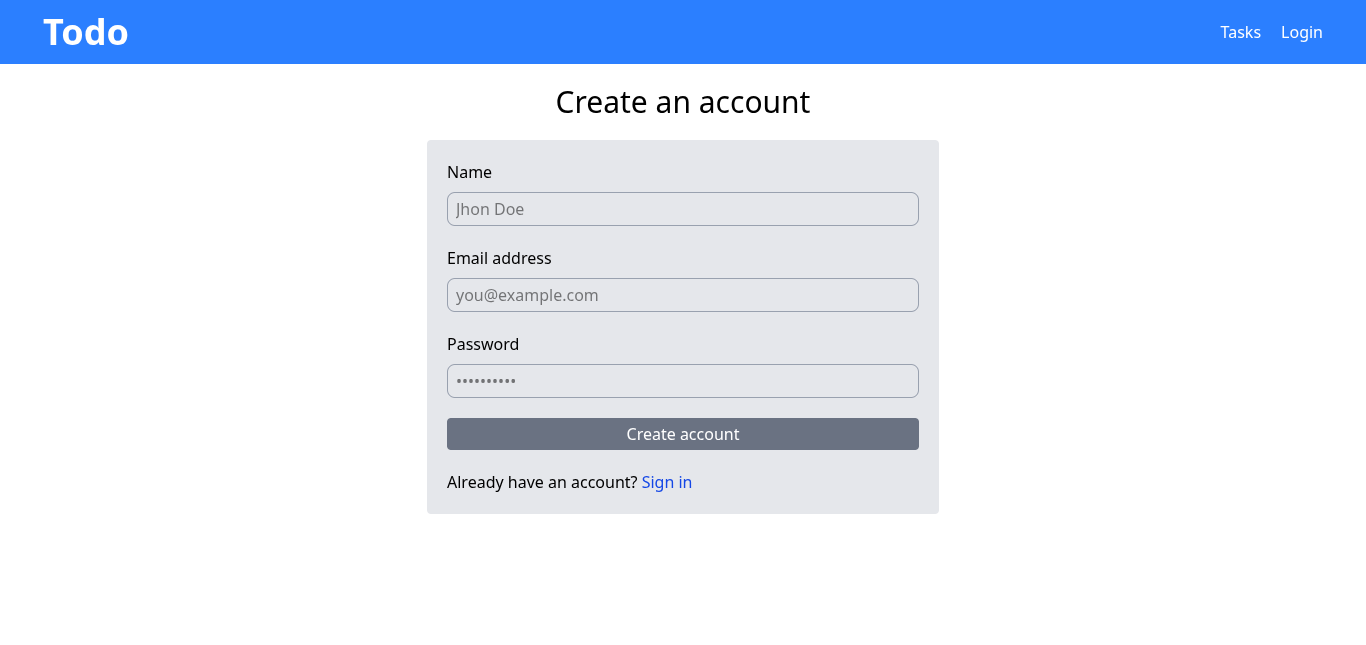 Todo
Tasks Login
Create an account
Name
Jhon Doe
Email address
you@example.com
Password
••••••••••
Create account
Already have an account? Sign in